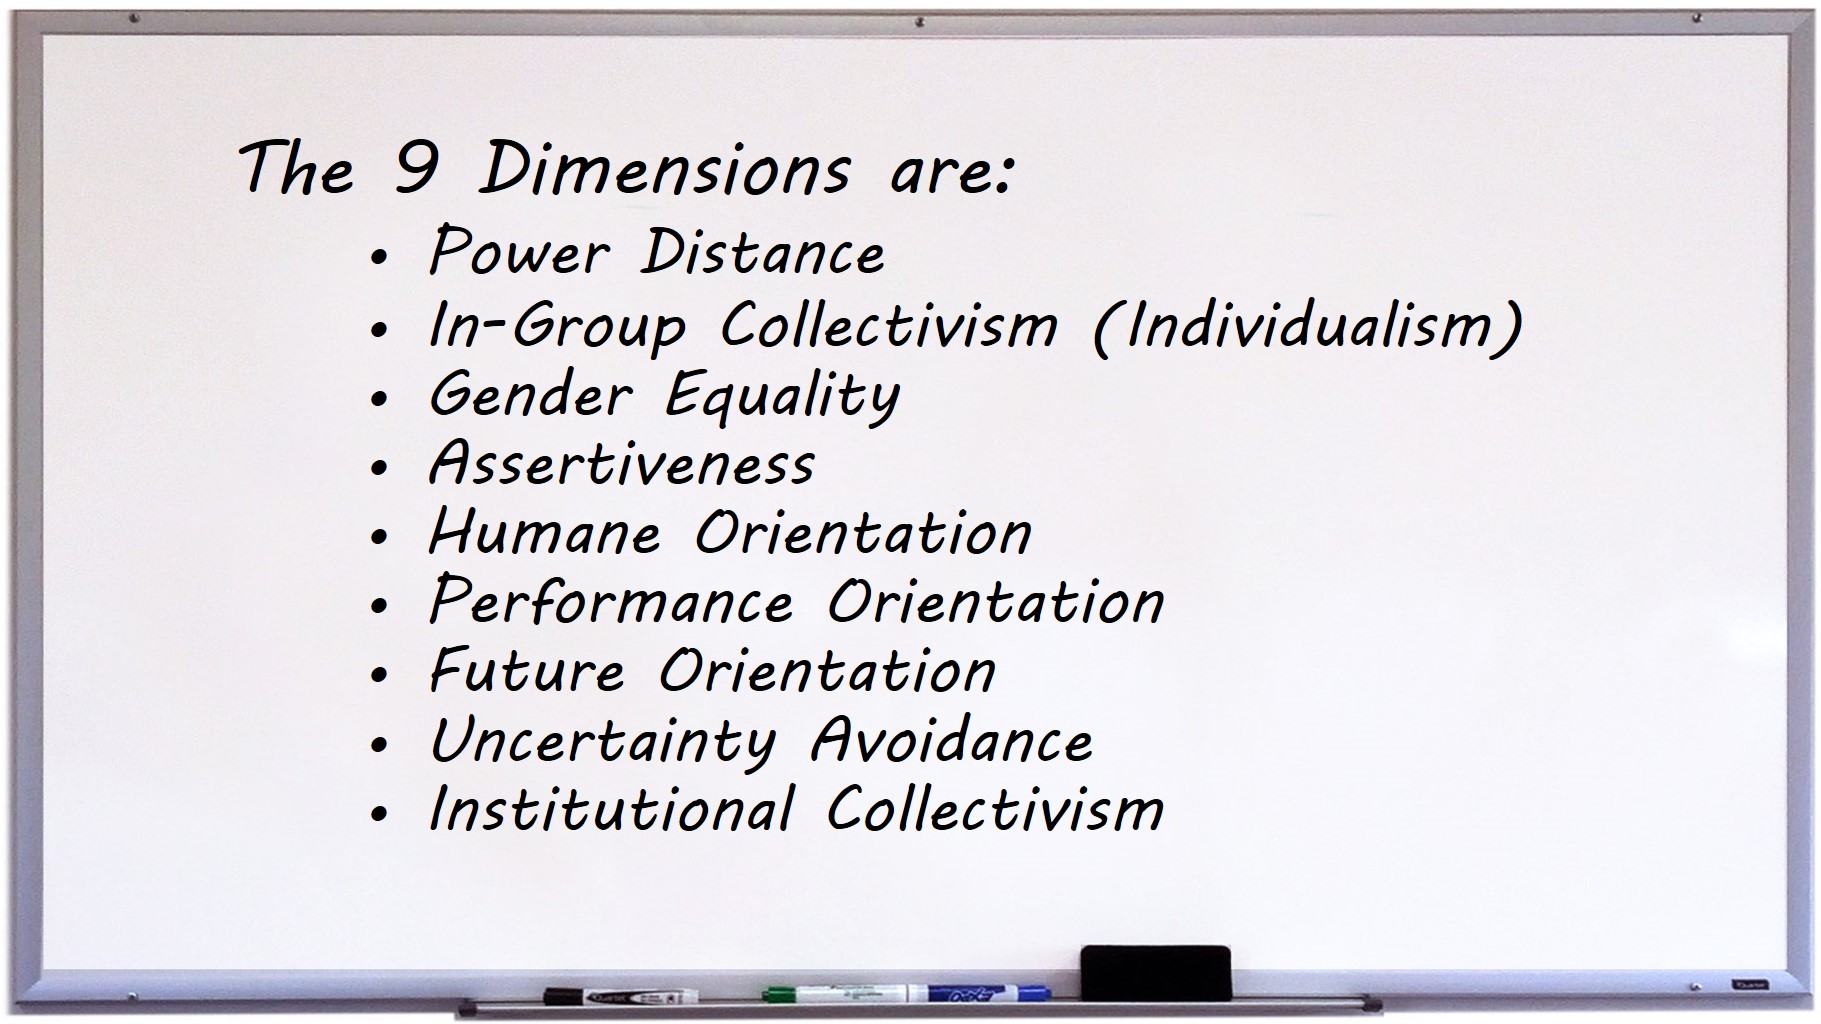 The 9 Dimensions are:
• Power Distance
• In-Group Collectivism (Individualism)
• Gender Equality
• Assertiveness
• Humane Orientation
• Performance Orientation
• Future Orientation
• Uncertainty Avoidance
• Institutional Collectivism
Quartet
Quartet